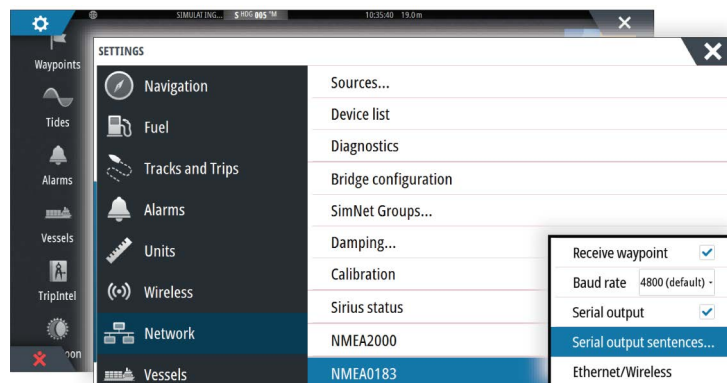 SIMULATING... S HDG 005 °M 10:35:40 19.0 m
SETTINGS
Waypoints
Tides
Alarms
Vessels
TripIntel
oon
Navigation
Fuel
Tracks and Trips
Alarms
Units
Wireless
Network
Vessels
Sources...
Device list
Diagnostics
Bridge configuration
SimNet Groups...
Damping...
Calibration
Sirius status
NMEA2000
NMEA0183
Receive waypoint
Baud rate 4800 (default)
Serial output
Serial output sentences...
Ethernet/Wireless